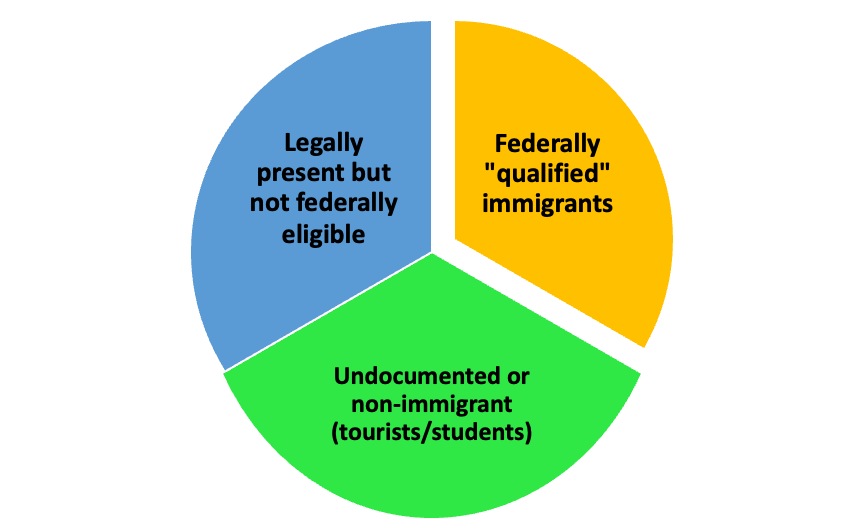 Legally
present but
not federally
eligible
Federally
"qualified"
immigrants
Undocumented or
non-immigrant
(tourists/students)